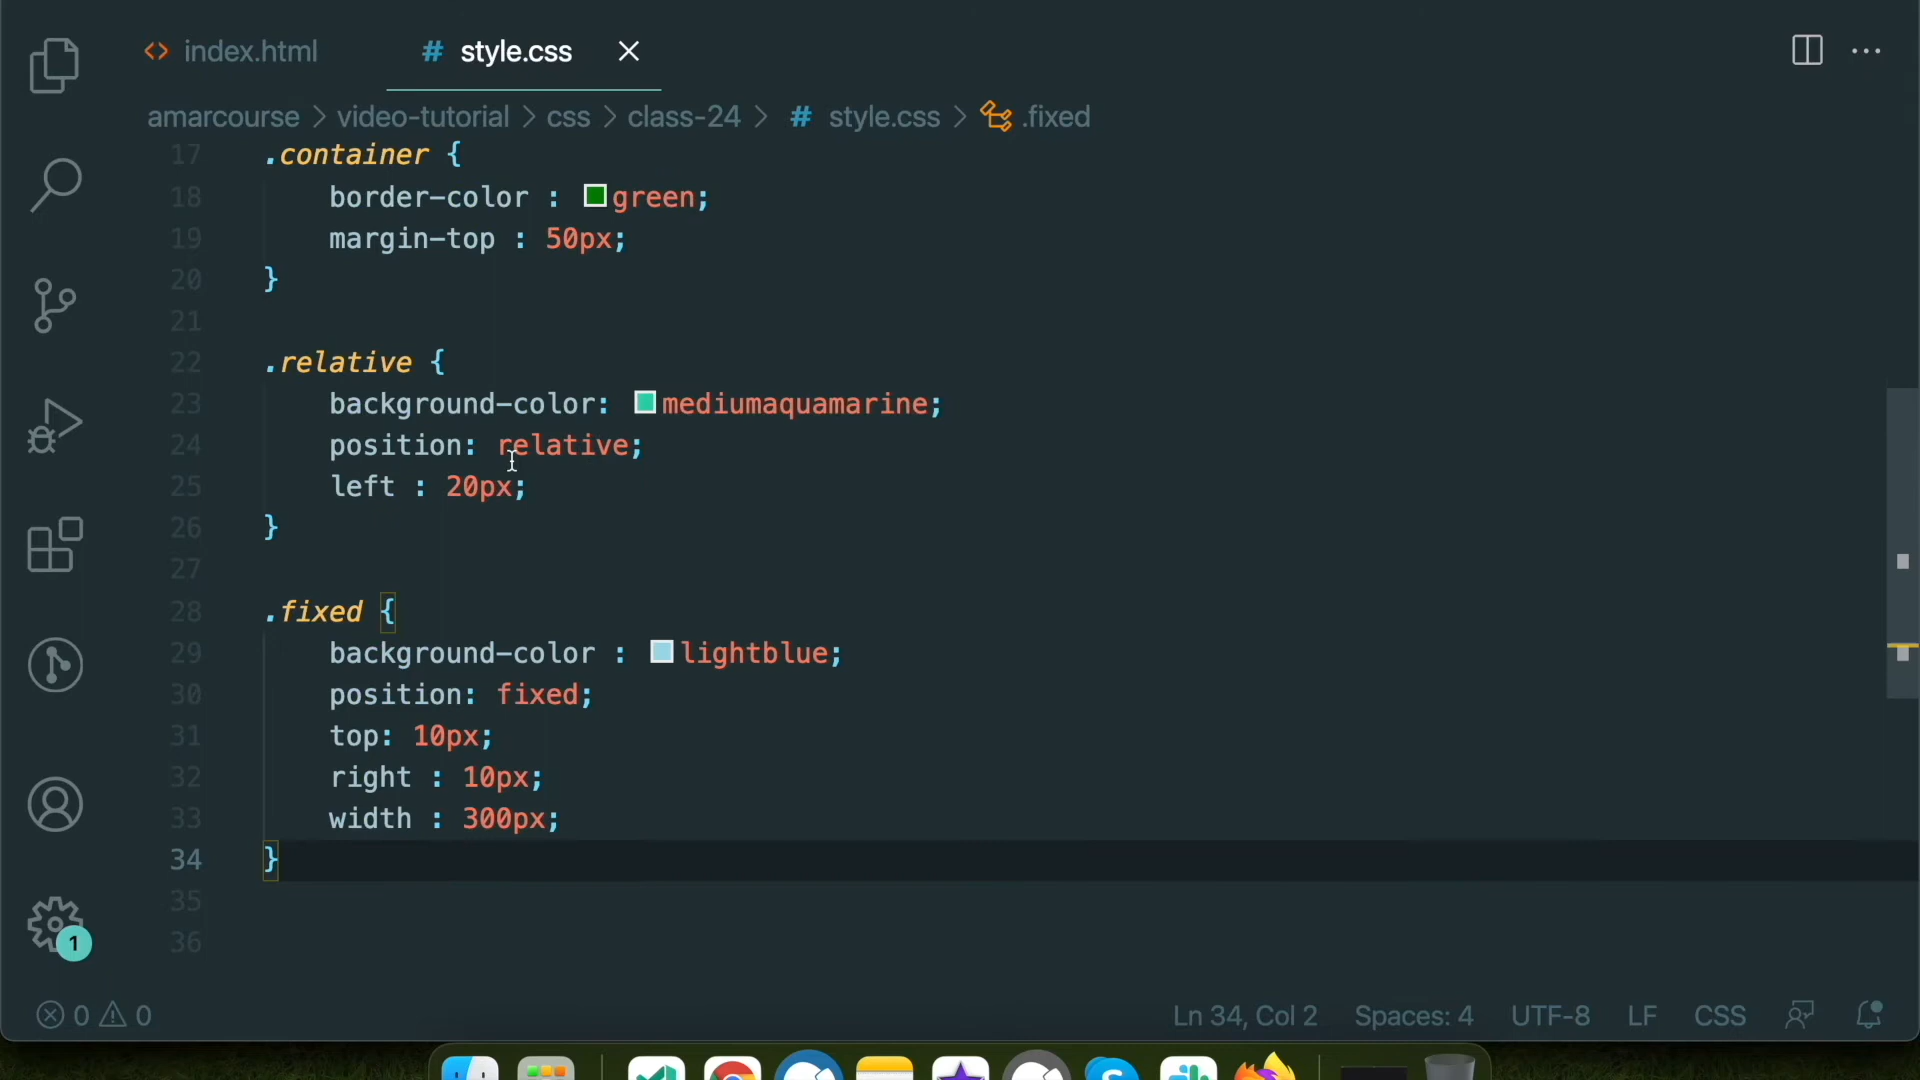 index.html
style.css
amarcourse > video-tutorial > css > class-24 > # style.css > .fixed
17 .container {
18 border-color : green;
19 margin-top : 50px;
20 }
21
22 .relative {
23 background-color: mediumaquamarine;
24 position: relative;
25 left : 20px;
26 }
27
28 .fixed {
29 background-color : lightblue;
30 position: fixed;
31 top: 10px;
32 right : 10px;
33 width : 300px;
34 }
35
36
1
0 0 Ln 34, Col 2 Spaces: 4 UTF-8 LF CSS